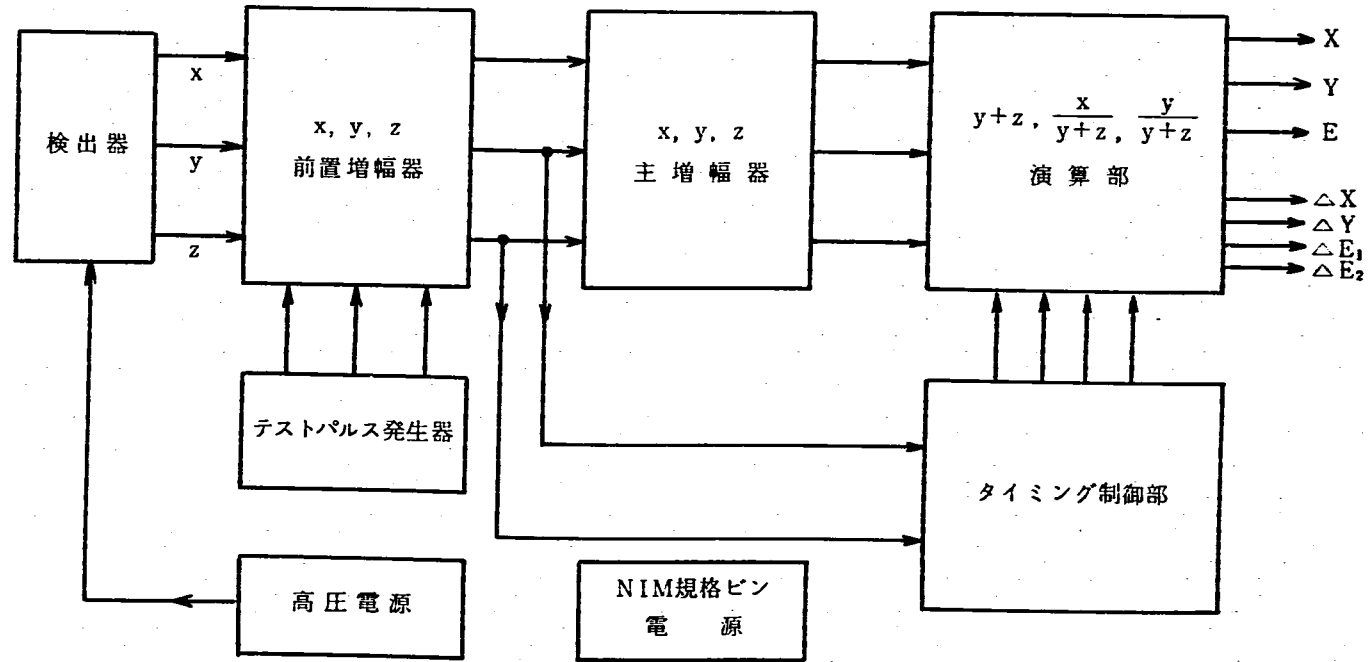 検出器
x
y
z
x, y, z
前置増幅器
x, y, z
主増幅器
y+z, x/y+z, y/y+z
演算部
X
Y
E
△X
△Y
△E₁
△E₂
テストパルス発生器
タイミング制御部
高圧電源
NIM規格ビン
電源